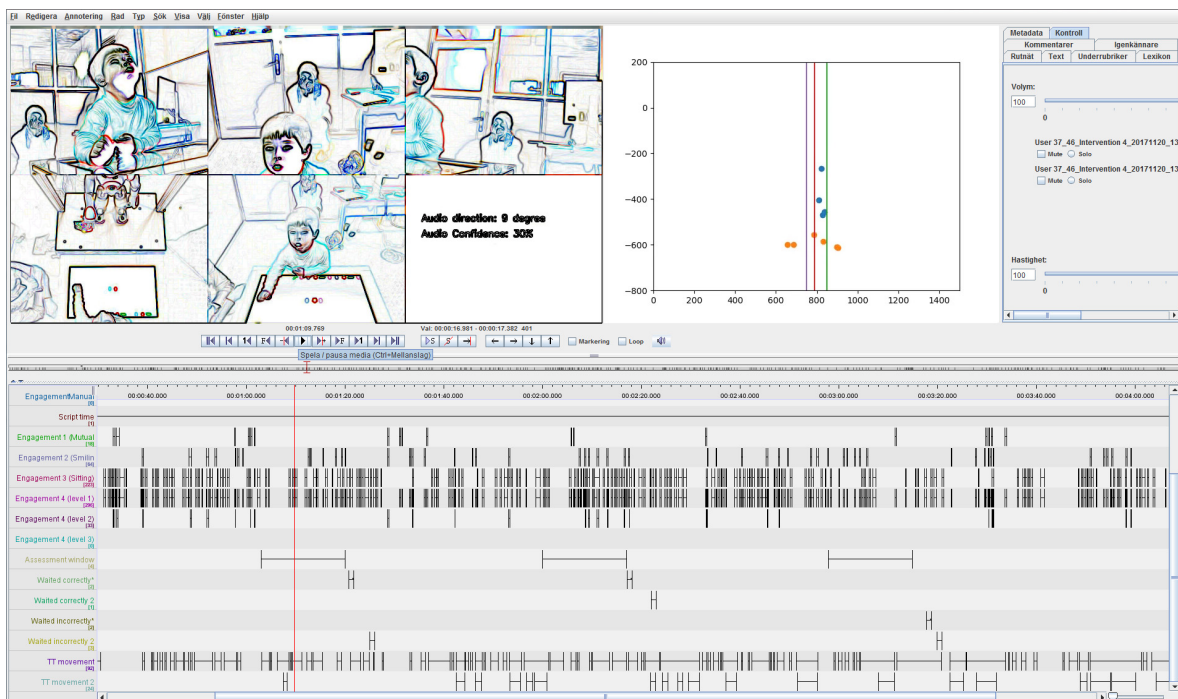 Fil Redigera Annotering Rad Typ Sök Visa Välj Fönster Hjälp
Audio direction: 9 degree
Audio Confidence: 30%
200
0
−200
−400
−600
−800
0 200 400 600 800 1000 1200 1400
Metadata Kontroll
Kommentarer Igenkännare
Rutnät Text Underrubriker Lexikon
Volym:
100
0
User 37_46_Intervention 4_20171120_13
Mute Solo
User 37_46_Intervention 4_20171120_13
Mute Solo
Hastighet:
100
0
00:01:09.769
Val: 00:00:16.981 - 00:00:17.382 401
Markering Loop
Spela / pausa media (Ctrl+Mellanslag)
00:00:40.000 00:01:00.000 00:01:20.000 00:01:40.000 00:02:00.000 00:02:20.000 00:02:40.000 00:03:00.000 00:03:20.000 00:03:40.000 00:04:00.000
EngagementManual
Script time
[1]
Engagement 1 (Mutual
Engagement 2 (Smilin
Engagement 3 (Sitting)
Engagement 4 (level 1)
Engagement 4 (level 2)
Engagement 4 (level 3)
Assessment window
Waited correctly*
Waited correctly 2
[1]
Waited incorrectly*
Waited incorrectly 2
TT movement
TT movement 2